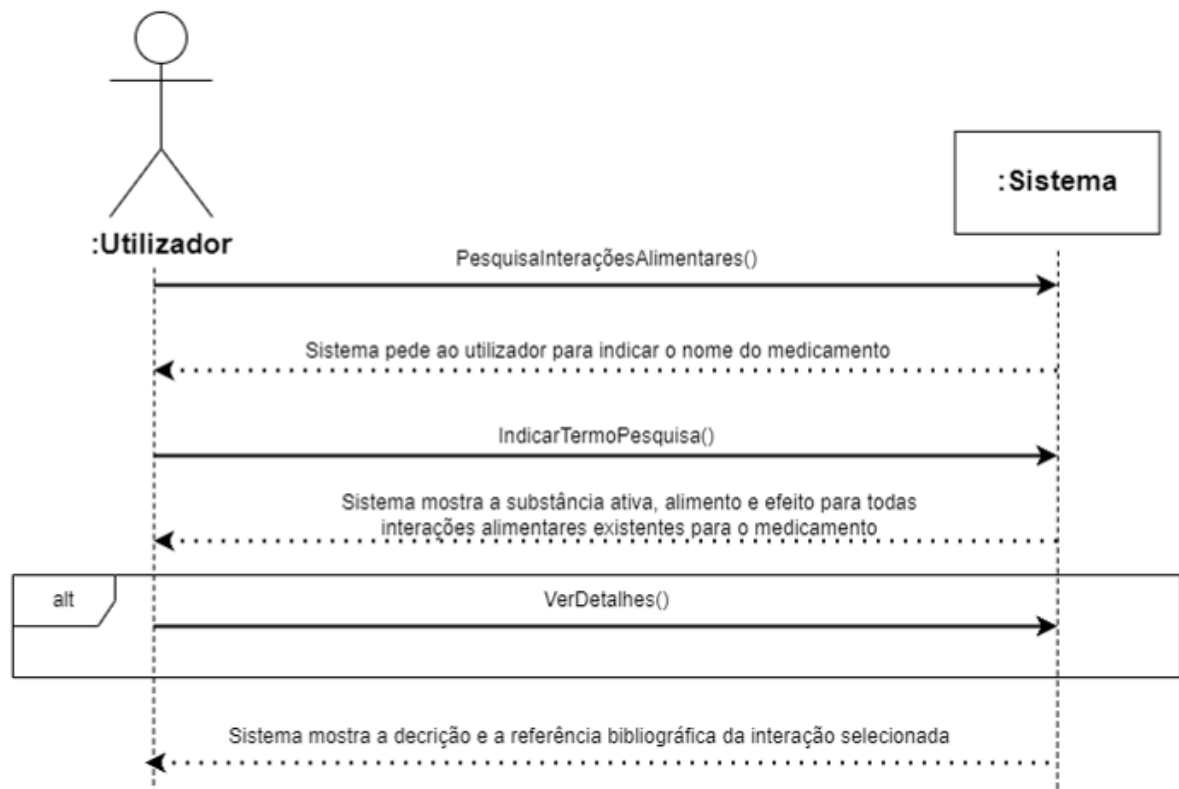 :Sistema
:Utilizador
PesquisaInteraçõesAlimentares()
Sistema pede ao utilizador para indicar o nome do medicamento
IndicarTermoPesquisa()
Sistema mostra a substância ativa, alimento e efeito para todas
interações alimentares existentes para o medicamento
alt
VerDetalhes()
Sistema mostra a decrição e a referência bibliográfica da interação selecionada